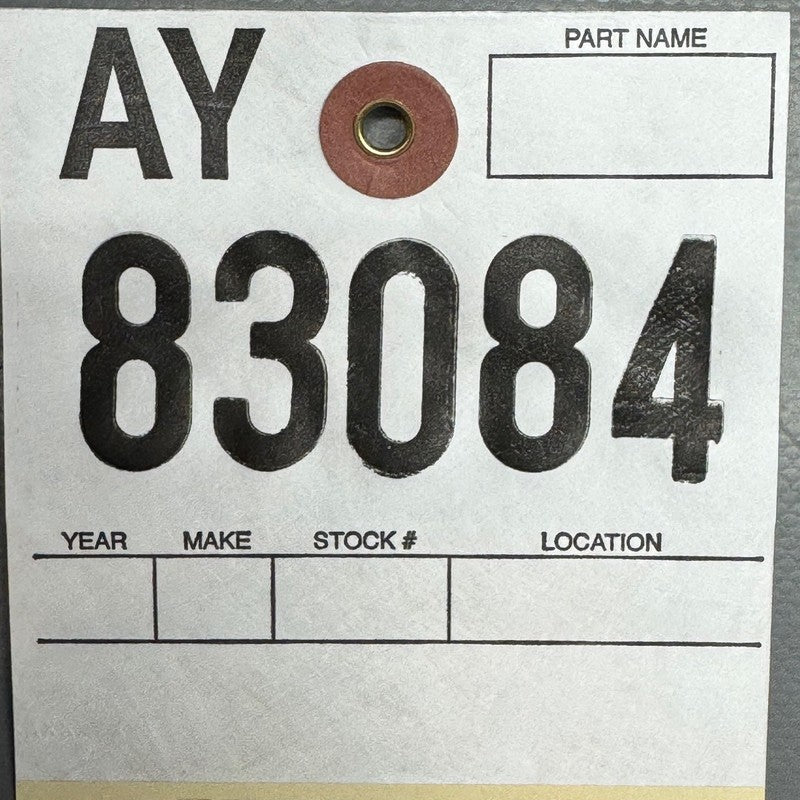 AY
PART NAME
83084
YEAR MAKE STOCK # LOCATION